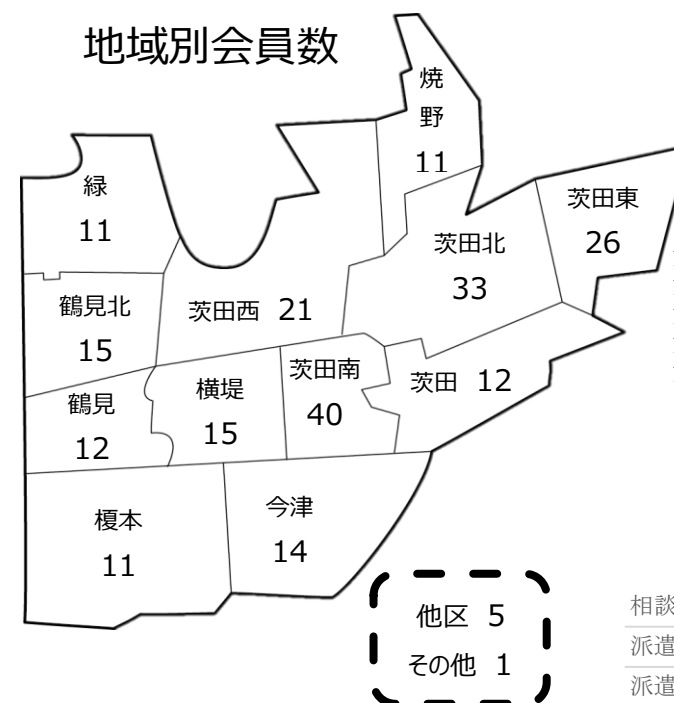 地域別会員数
焼
野
11
緑
11
茨田東
26
茨田北
33
鶴見北
15
茨田西 21
茨田南
40
茨田 12
横堤
15
鶴見
12
榎本
11
今津
14
他区 5
その他 1
相談
派遣
派遣